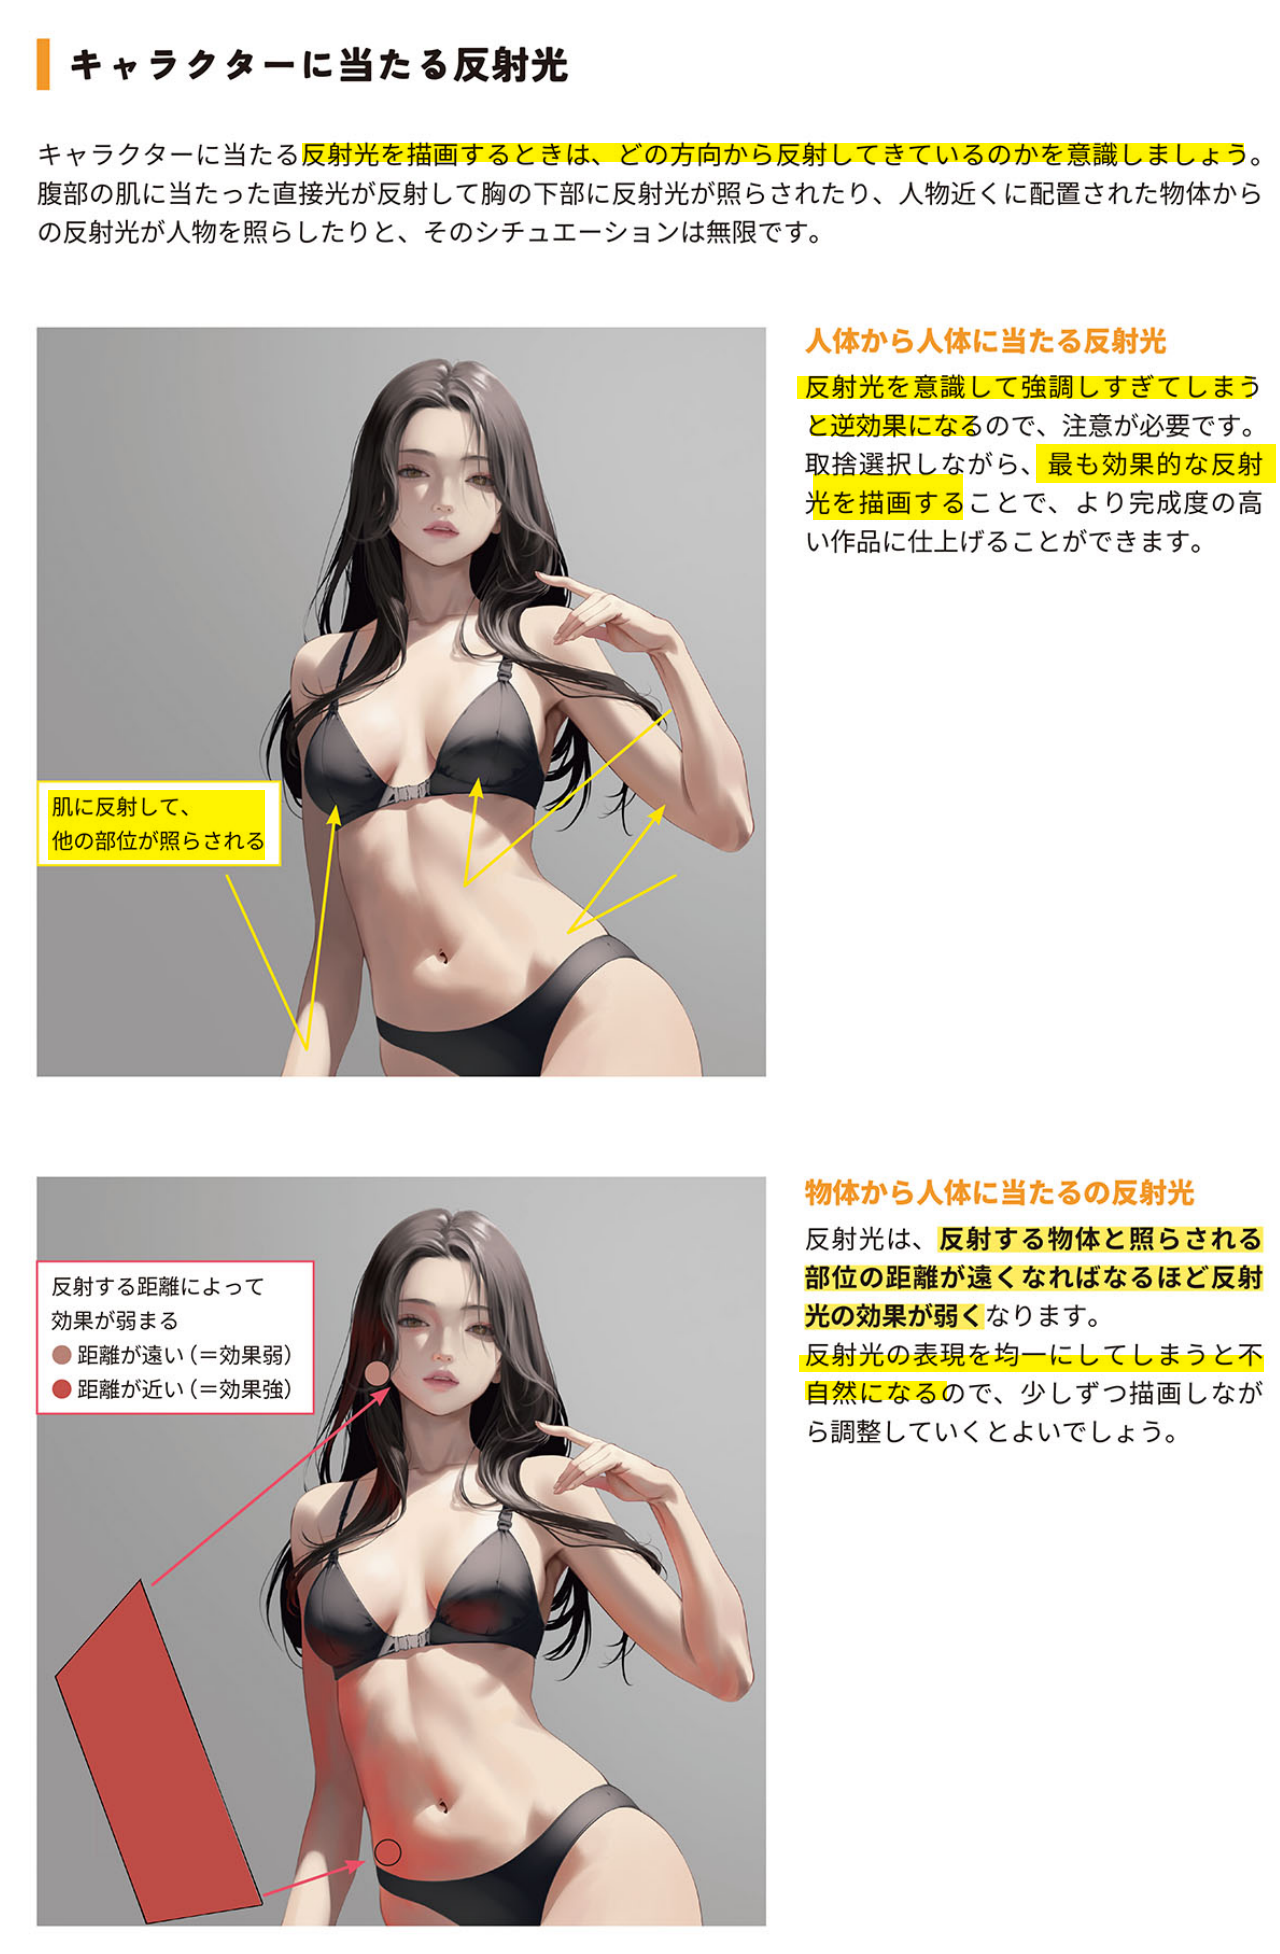 キャラクターに当たる反射光
キャラクターに当たる反射光を描画するときは、どの方向から反射してきているのかを意識しましょう。
腹部の肌に当たった直接光が反射して胸の下部に反射光が照らされたり、人物近くに配置された物体から
の反射光が人物を照らしたりと、そのシチュエーションは無限です。
人体から人体に当たる反射光
反射光を意識して強調しすぎてしまう
と逆効果になるので、注意が必要です。
取捨選択しながら、最も効果的な反射
光を描画することで、より完成度の高
い作品に仕上げることができます。
肌に反射して、
他の部位が照らされる
物体から人体に当たるの反射光
反射光は、反射する物体と照らされる
部位の距離が遠くなればなるほど反射
光の効果が弱くなります。
反射光の表現を均一にしてしまうと不
自然になるので、少しずつ描画しなが
ら調整していくとよいでしょう。
反射する距離によって
効果が弱まる
距離が遠い（＝効果弱）
距離が近い（＝効果強）